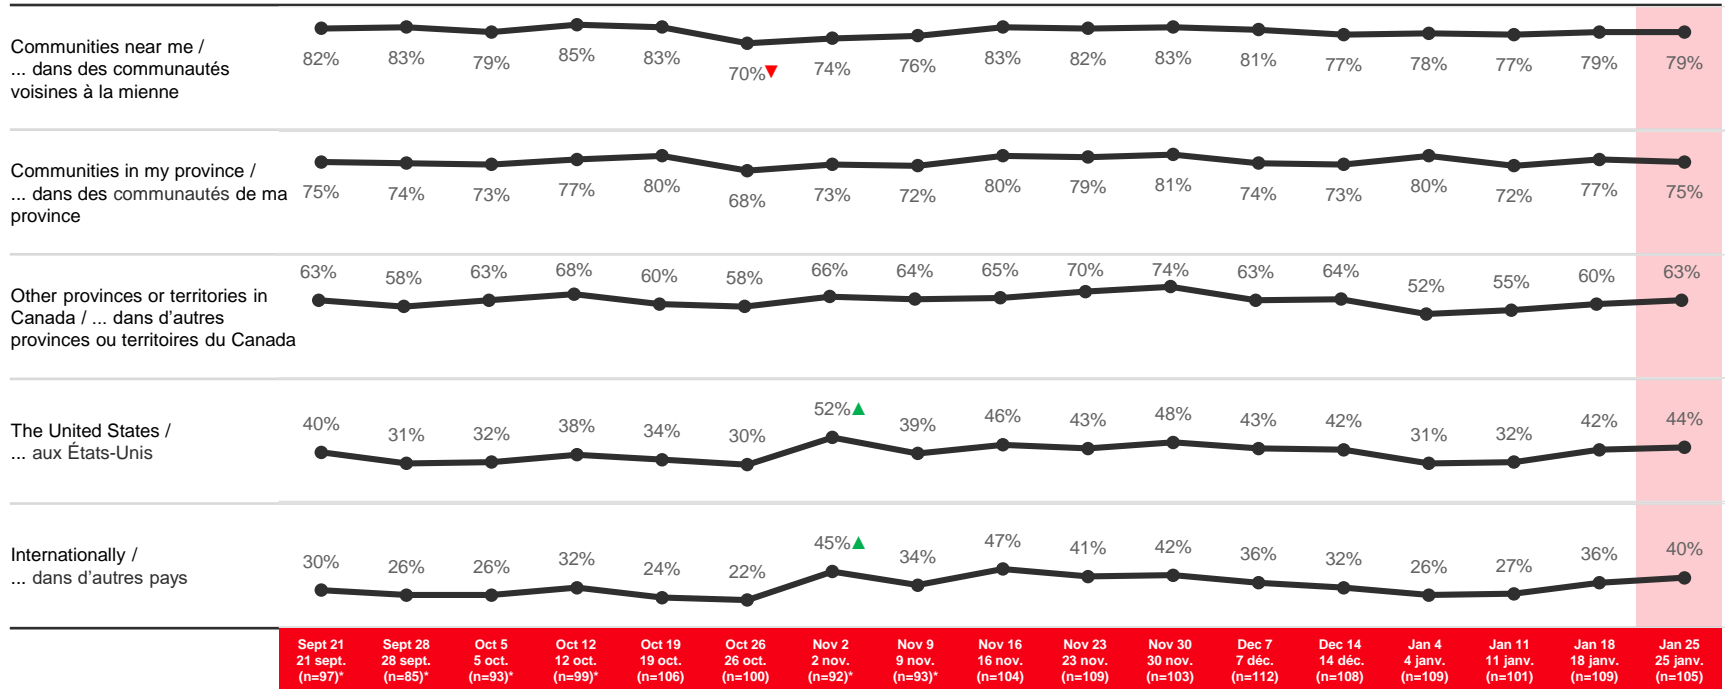 Communities near me /
... dans des communautés
voisines à la mienne
82% 83% 79% 85% 83% 70%▼ 74% 76% 83% 82% 83% 81% 77% 78% 77% 79% 79%
Communities in my province /
... dans des communautés de ma
province
75% 74% 73% 77% 80% 68% 73% 72% 80% 79% 81% 74% 73% 80% 72% 77% 75%
Other provinces or territories in
Canada / ... dans d'autres
provinces ou territoires du Canada
63% 58% 63% 68% 60% 58% 66% 64% 65% 70% 74% 63% 64% 52% 55% 60% 63%
The United States /
... aux États-Unis
40% 31% 32% 38% 34% 30% 52%▲ 39% 46% 43% 48% 43% 42% 31% 32% 42% 44%
Internationally /
... dans d'autres pays
30% 26% 26% 32% 24% 22% 45%▲ 34% 47% 41% 42% 36% 32% 26% 27% 36% 40%
Sept 21 Sept 28 Oct 5 Oct 12 Oct 19 Oct 26 Nov 2 Nov 9 Nov 16 Nov 23 Nov 30 Dec 7 Dec 14 Jan 4 Jan 11 Jan 18 Jan 25
21 sept. 28 sept. 5 oct. 12 oct. 19 oct. 26 oct. 2 nov. 9 nov. 16 nov. 23 nov. 30 nov. 7 déc. 14 déc. 4 janv. 11 janv. 18 janv. 25 janv.
(n=97)* (n=85)* (n=93)* (n=99)* (n=106) (n=100) (n=92)* (n=93)* (n=104) (n=109) (n=103) (n=112) (n=108) (n=109) (n=101) (n=109) (n=105)